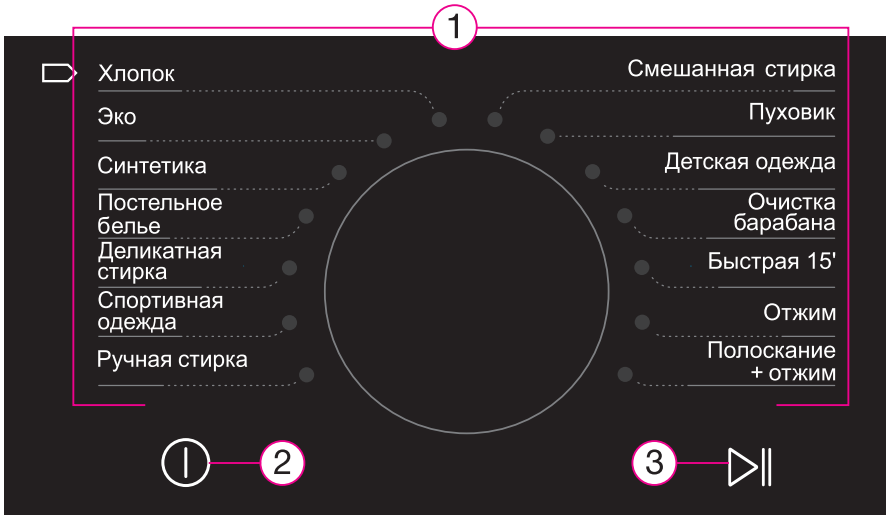 1
Хлопок
Эко
Синтетика
Постельное
белье
Деликатная
стирка
Спортивная
одежда
Ручная стирка
Смешанная стирка
Пуховик
Детская одежда
Очистка
барабана
Быстрая 15'
Отжим
Полоскание
+ отжим
2
3